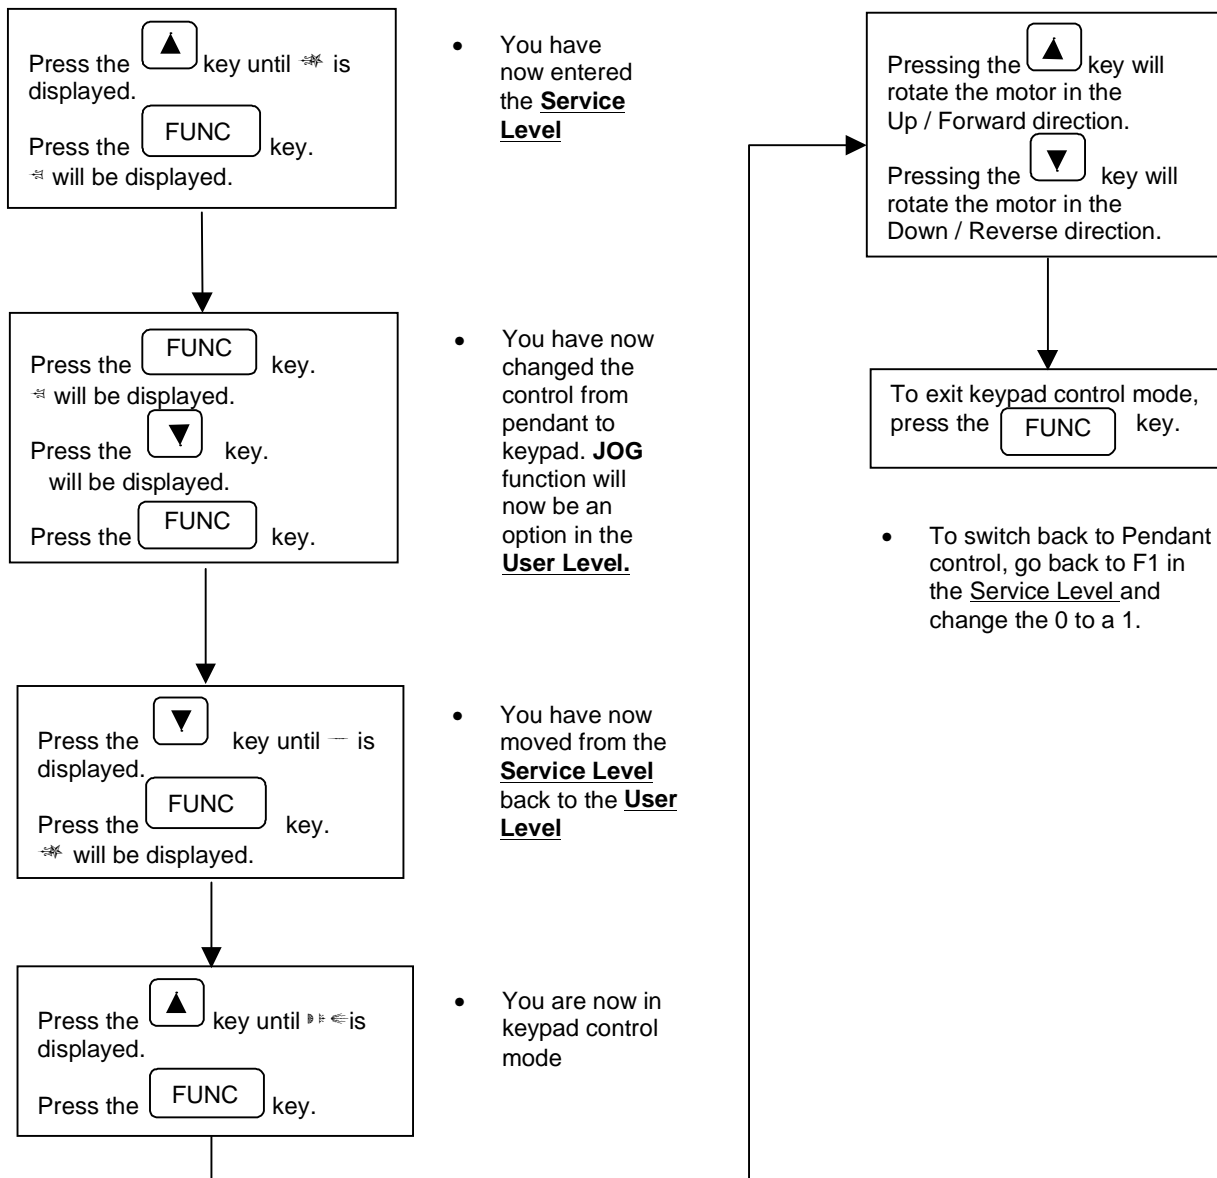 Press the ▲ key until is
displayed.
Press the FUNC key.
will be displayed.
• You have
now entered
the Service
Level
Press the FUNC key.
will be displayed.
Press the ▼ key.
will be displayed.
Press the FUNC key.
• You have now
changed the
control from
pendant to
keypad. JOG
function will
now be an
option in the
User Level.
Press the ▼ key until is
displayed.
Press the FUNC key.
will be displayed.
• You have now
moved from the
Service Level
back to the User
Level
Press the ▲ key until is
displayed.
Press the FUNC key.
• You are now in
keypad control
mode
Pressing the ▲ key will
rotate the motor in the
Up / Forward direction.
Pressing the ▼ key will
rotate the motor in the
Down / Reverse direction.
To exit keypad control mode,
press the FUNC key.
• To switch back to Pendant
control, go back to F1 in
the Service Level and
change the 0 to a 1.